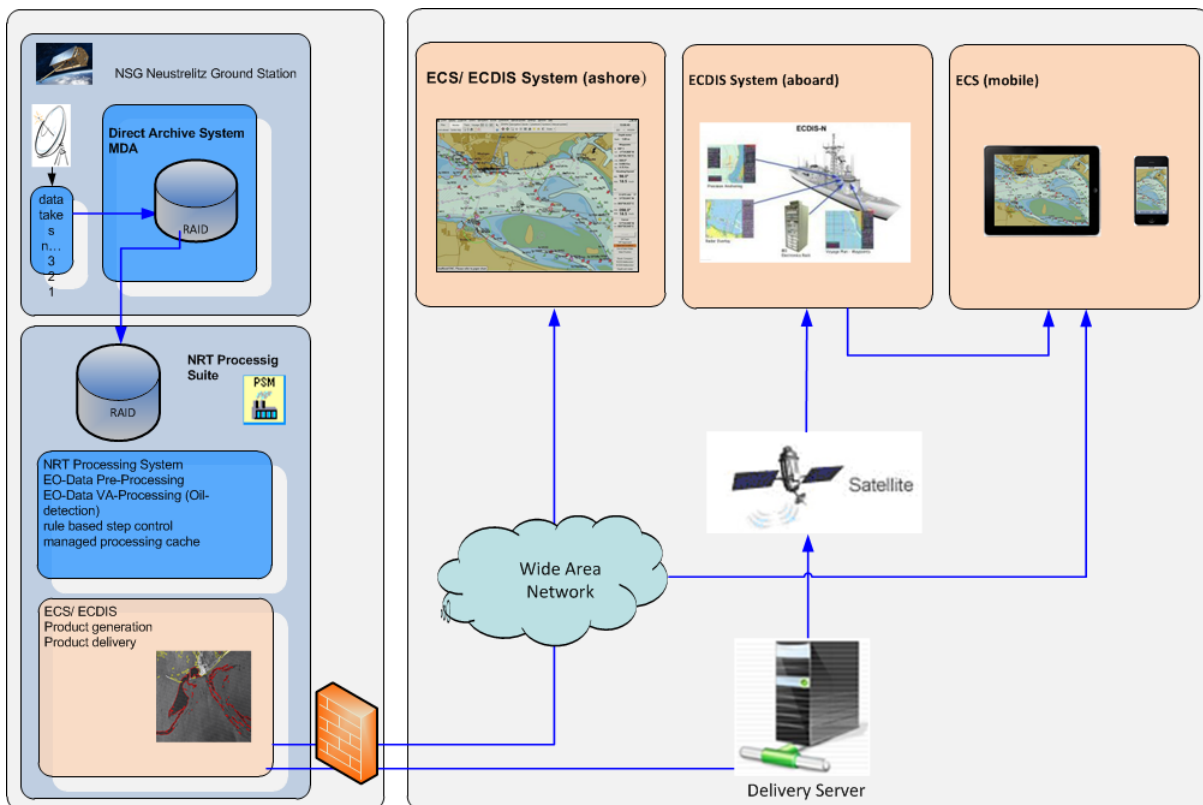 NSG Neustrelitz Ground Station
Direct Archive System
MDA
RAID
data
take
s
n...
3
2
1
NRT Processig
Suite
PSM
RAID
NRT Processing System
EO-Data Pre-Processing
EO-Data VA-Processing (Oil-
detection)
rule based step control
managed processing cache
ECS/ ECDIS
Product generation
Product delivery
ECS/ ECDIS System (ashore)
ECDIS System (aboard)
ECDIS-N
ECS (mobile)
Satellite
Wide Area
Network
Delivery Server